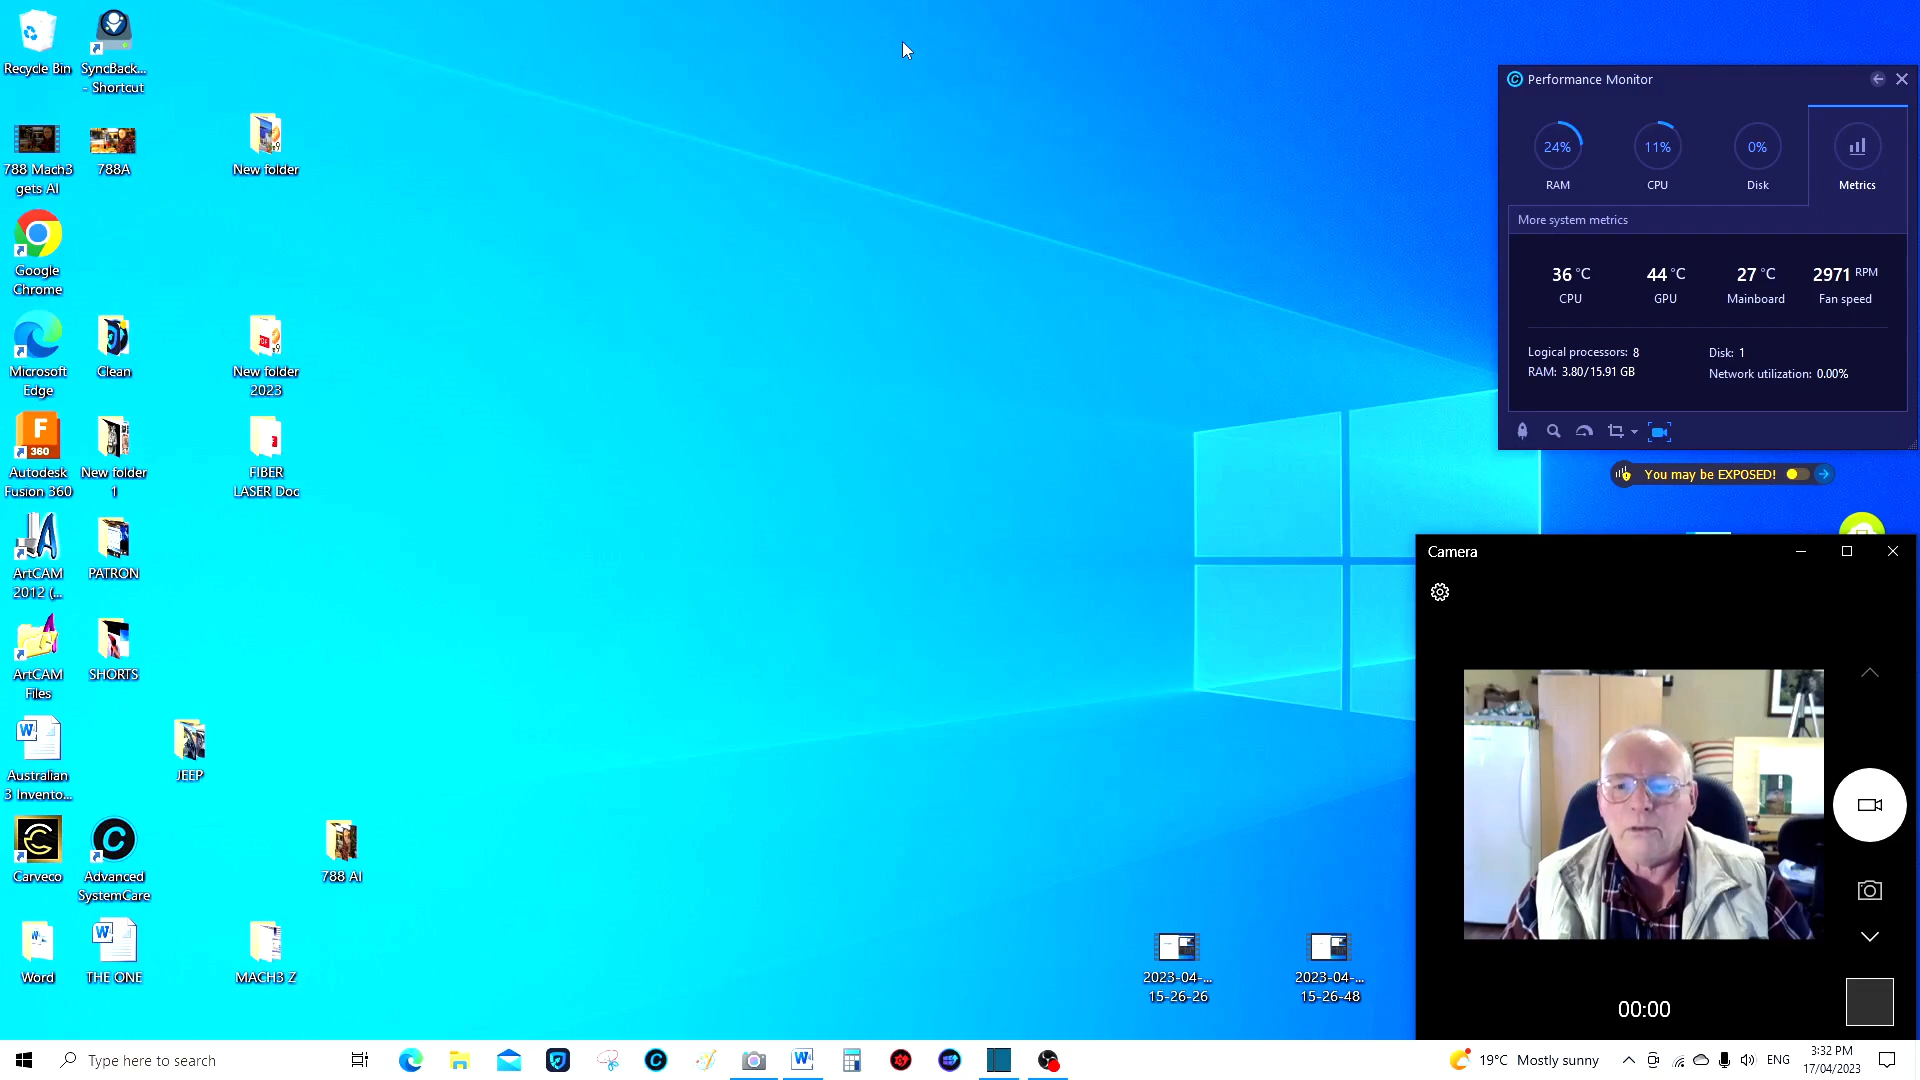 Recycle Bin
SyncBack...
- Shortcut
788 Mach3
gets AI
788A
New folder
Google
Chrome
Microsoft
Edge
Clean
New folder
2023
F
360
Autodesk
Fusion 360
New folder
1
FIBER
LASER Doc
ArtCAM
2012 (...
PATRON
ArtCAM
Files
SHORTS
Australian
3 Invento...
JEEP
Carveco
Advanced
SystemCare
788 AI
Word
THE ONE
MACH3 Z
2023-04-...
15-26-26
2023-04-...
15-26-48
Performance Monitor
24%
11%
0%
RAM
CPU
Disk
Metrics
More system metrics
36 °C
44 °C
27 °C
2971 RPM
CPU
GPU
Mainboard
Fan speed
Logical processors: 8
Disk: 1
RAM: 3.80/15.91 GB
Network utilization: 0.00%
You may be EXPOSED!
Camera
00:00
Type here to search
19°C Mostly sunny
ENG
3:32 PM
17/04/2023